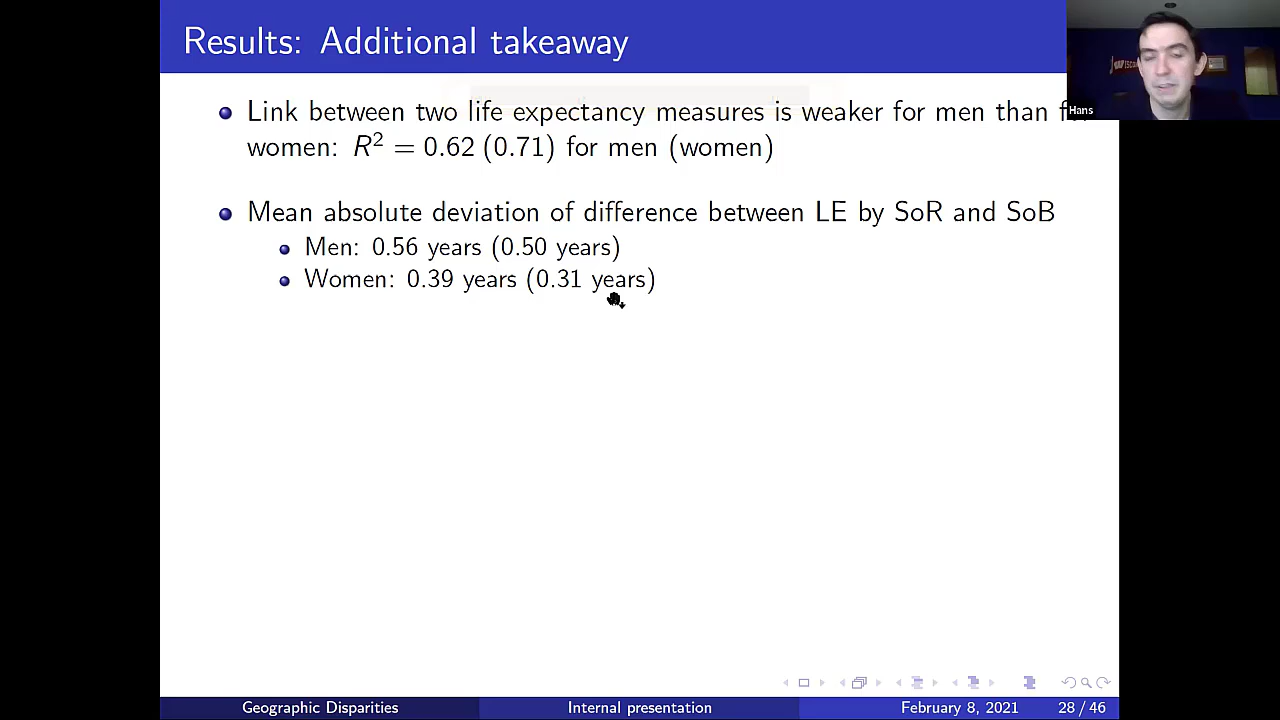 Results: Additional takeaway
Hans
Link between two life expectancy measures is weaker for men than
women: R² = 0.62 (0.71) for men (women)
Mean absolute deviation of difference between LE by SoR and SoB
Men: 0.56 years (0.50 years)
Women: 0.39 years (0.31 years)
Geographic Disparities
Internal presentation
February 8, 2021
28 / 46